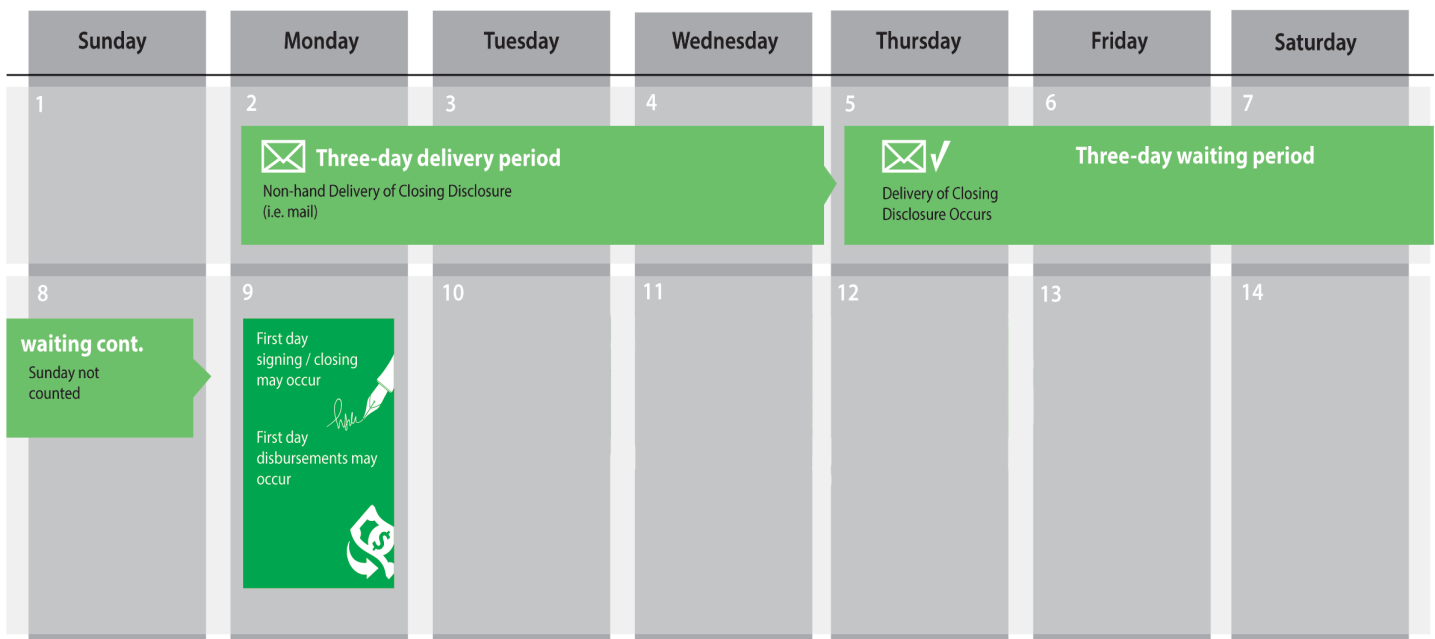 Sunday
Monday
Tuesday
Wednesday
Thursday
Friday
Saturday
1
2
3
4
5
6
7
Three-day delivery period
Non-hand Delivery of Closing Disclosure
(i.e. mail)
Three-day waiting period
Delivery of Closing
Disclosure Occurs
8
9
10
11
12
13
14
waiting cont.
Sunday not
counted
First day
signing / closing
may occur
First day
disbursements may
occur
$